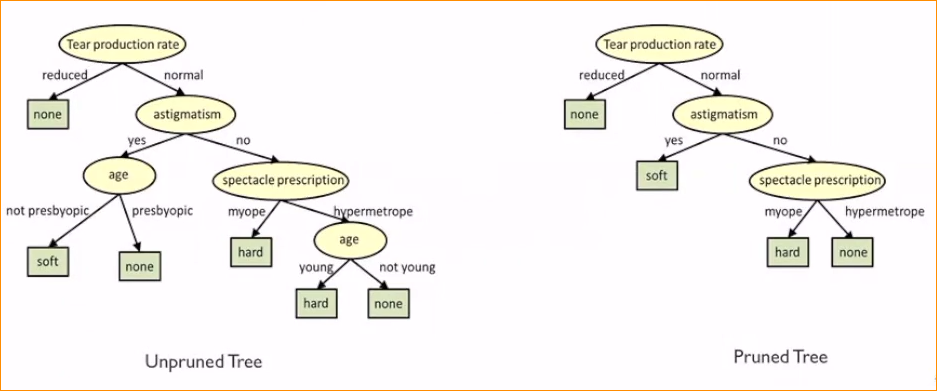 Tear production rate
reduced
normal
none
astigmatism
yes
no
age
spectacle prescription
not presbyopic
presbyopic
myope
hypermetrope
soft
none
hard
age
young
not young
hard
none
Unpruned Tree
Tear production rate
reduced
normal
none
astigmatism
yes
no
soft
spectacle prescription
myope
hypermetrope
hard
none
Pruned Tree